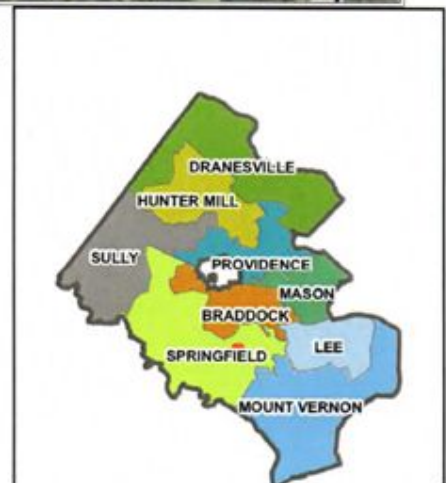 DRANESVILLE
HUNTER MILL
SULLY
PROVIDENCE
MASON
BRADDOCK
LEE
SPRINGFIELD
MOUNT VERNON